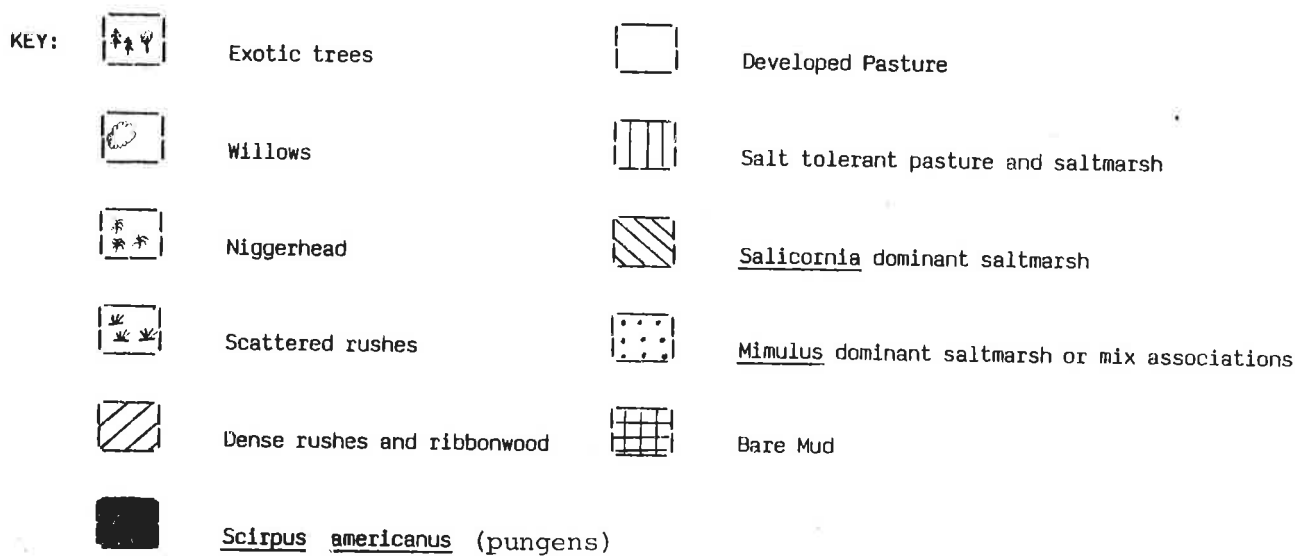 KEY:
Exotic trees
Developed Pasture
Willows
Salt tolerant pasture and saltmarsh
Niggerhead
Salicornia dominant saltmarsh
Scattered rushes
Mimulus dominant saltmarsh or mix associations
Dense rushes and ribbonwood
Bare Mud
Scirpus americanus (pungens)